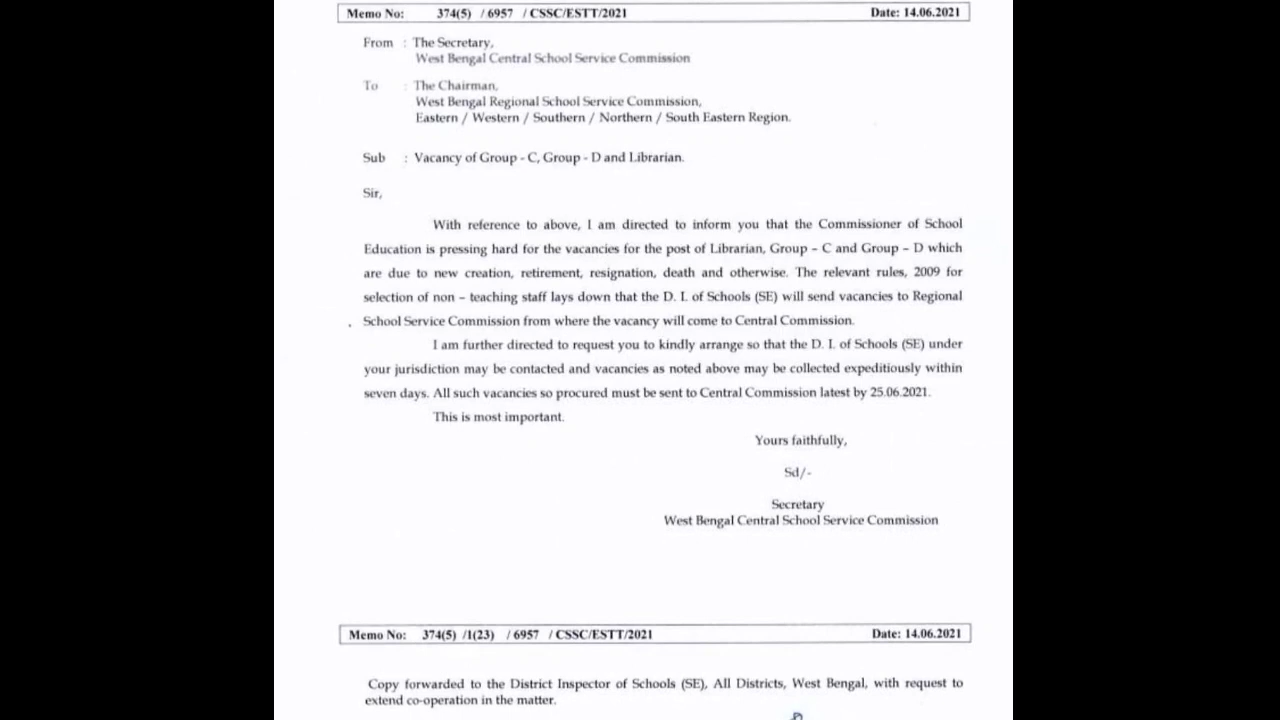 Memo No: 374(5) / 6957 / CSSC/ESTT/2021 Date: 14.06.2021
From : The Secretary,
West Bengal Central School Service Commission
To : The Chairman,
West Bengal Regional School Service Commission,
Eastern / Western / Southern / Northern / South Eastern Region.
Sub : Vacancy of Group - C, Group - D and Librarian.
Sir,
With reference to above, I am directed to inform you that the Commissioner of School
Education is pressing hard for the vacancies for the post of Librarian, Group – C and Group – D which
are due to new creation, retirement, resignation, death and otherwise. The relevant rules, 2009 for
selection of non – teaching staff lays down that the D. I. of Schools (SE) will send vacancies to Regional
School Service Commission from where the vacancy will come to Central Commission.
I am further directed to request you to kindly arrange so that the D. I. of Schools (SE) under
your jurisdiction may be contacted and vacancies as noted above may be collected expeditiously within
seven days. All such vacancies so procured must be sent to Central Commission latest by 25.06.2021.
This is most important.
Yours faithfully,
Sd/-
Secretary
West Bengal Central School Service Commission
Memo No: 374(5) /1(23) / 6957 / CSSC/ESTT/2021 Date: 14.06.2021
Copy forwarded to the District Inspector of Schools (SE), All Districts, West Bengal, with request to
extend co-operation in the matter.